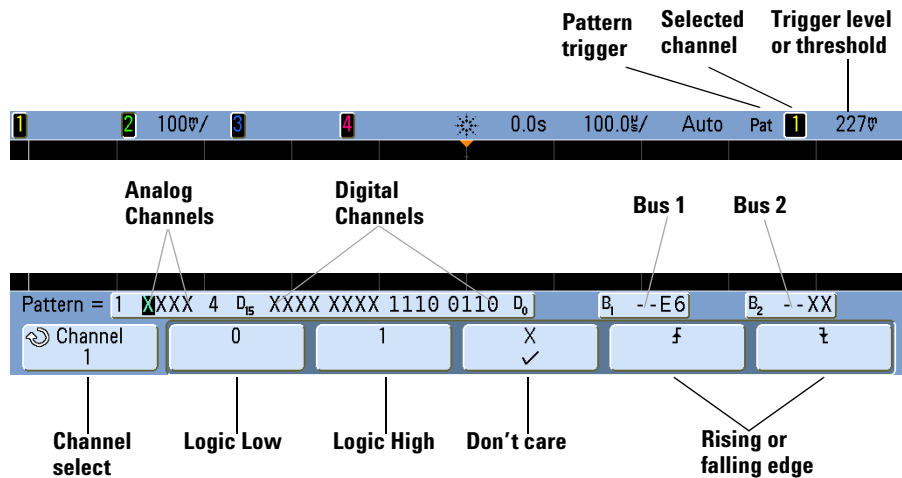 Pattern trigger
Selected channel
Trigger level or threshold
1 2 100mV/ 3 4 0.0s 100.0µs/ Auto Pat 1 227mV
Analog Channels
Digital Channels
Bus 1
Bus 2
Pattern = 1 XXXX 4 D15 XXXX XXXX 1110 0110 D0 B1 --E6 B2 --XX
Channel 1
0
1
X
Channel select
Logic Low
Logic High
Don't care
Rising or falling edge